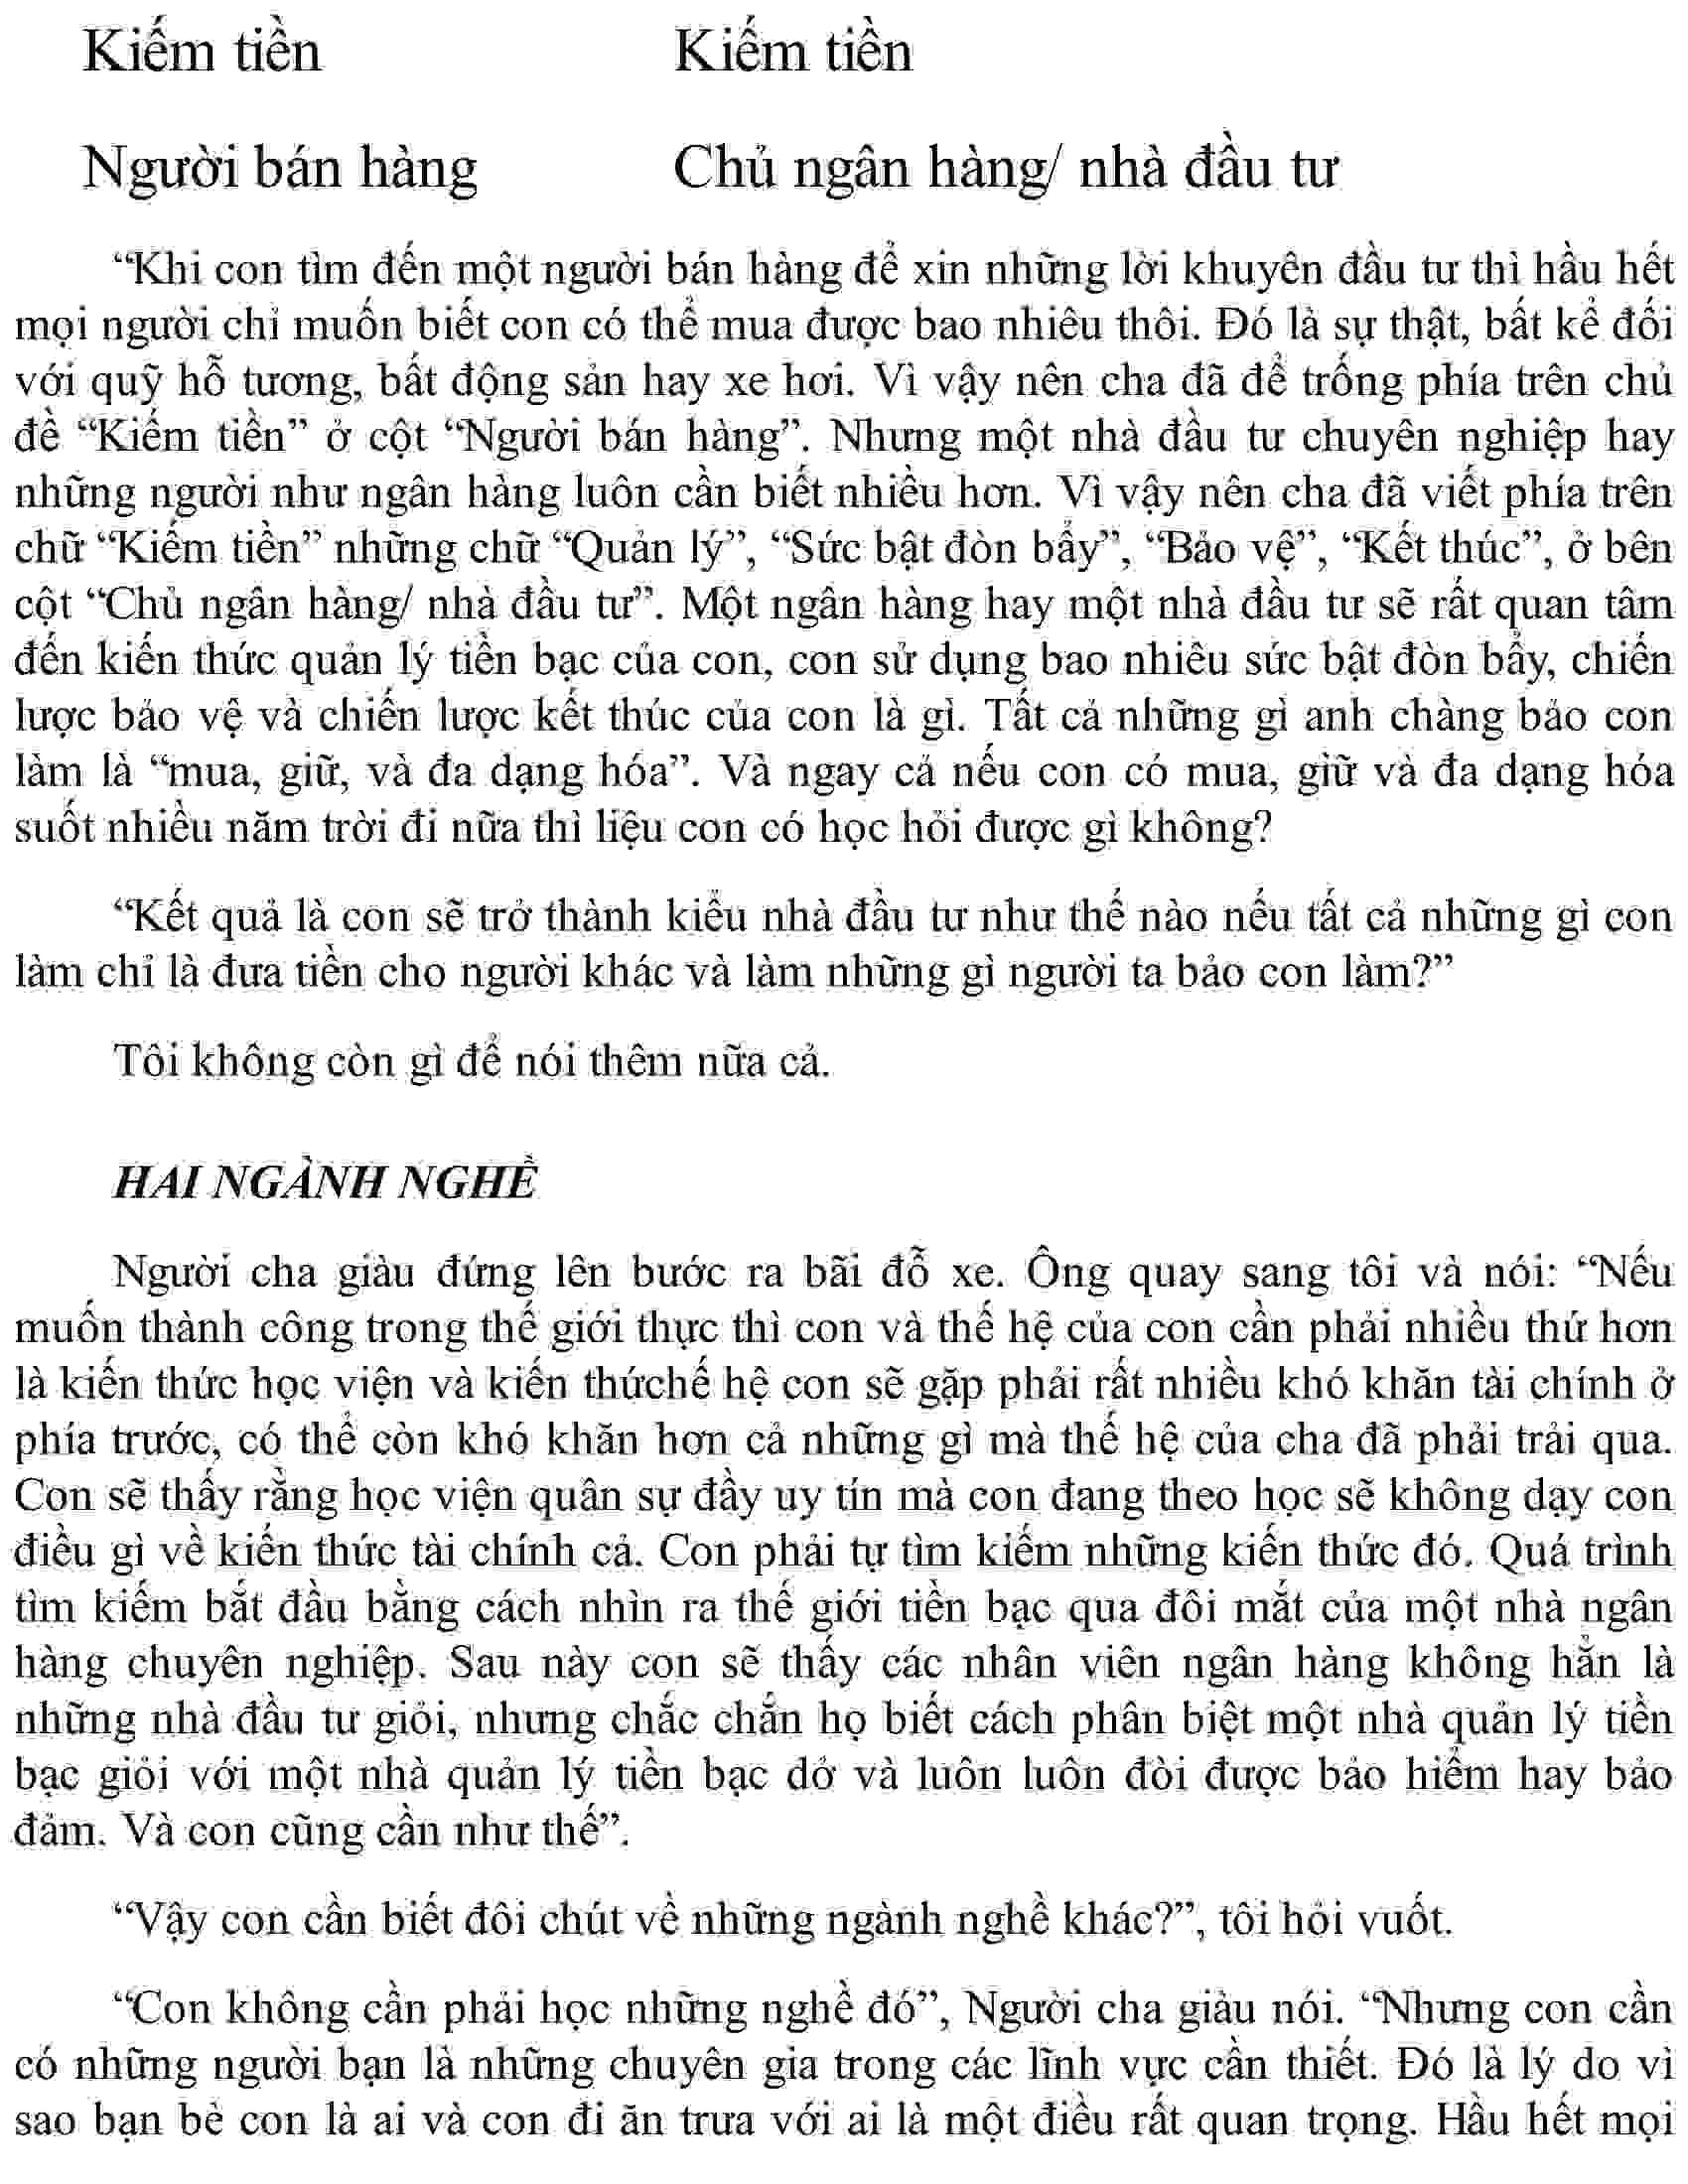 Kiếm tiền Kiếm tiền
Người bán hàng Chủ ngân hàng/ nhà đầu tư
“Khi con tìm đến một người bán hàng để xin những lời khuyên đầu tư thì hầu hết
mọi người chỉ muốn biết con có thể mua được bao nhiêu thôi. Đó là sự thật, bất kể đối
với quỹ hỗ tương, bất động sản hay xe hơi. Vì vậy nên cha đã để trống phía trên chủ
đề “Kiếm tiền” ở cột “Người bán hàng”. Nhưng một nhà đầu tư chuyên nghiệp hay
những người như ngân hàng luôn cần biết nhiều hơn. Vì vậy nên cha đã viết phía trên
chữ “Kiếm tiền” những chữ “Quản lý”, “Sức bật đòn bẩy”, “Bảo vệ”, “Kết thúc”, ở bên
cột “Chủ ngân hàng/ nhà đầu tư”. Một ngân hàng hay một nhà đầu tư sẽ rất quan tâm
đến kiến thức quản lý tiền bạc của con, con sử dụng bao nhiêu sức bật đòn bẩy, chiến
lược bảo vệ và chiến lược kết thúc của con là gì. Tất cả những gì anh chàng bảo con
làm là “mua, giữ, và đa dạng hóa”. Và ngay cả nếu con có mua, giữ và đa dạng hóa
suốt nhiều năm trời đi nữa thì liệu con có học hỏi được gì không?
“Kết quả là con sẽ trở thành kiểu nhà đầu tư như thế nào nếu tất cả những gì con
làm chỉ là đưa tiền cho người khác và làm những gì người ta bảo con làm?”
Tôi không còn gì để nói thêm nữa cả.
HAI NGÀNH NGHỀ
Người cha giàu đứng lên bước ra bãi đỗ xe. Ông quay sang tôi và nói: “Nếu
muốn thành công trong thế giới thực thì con và thế hệ của con cần phải nhiều thứ hơn
là kiến thức học viện và kiến thứchế hệ con sẽ gặp phải rất nhiều khó khăn tài chính ở
phía trước, có thể còn khó khăn hơn cả những gì mà thế hệ của cha đã phải trải qua.
Con sẽ thấy rằng học viện quân sự đầy uy tín mà con đang theo học sẽ không dạy con
điều gì về kiến thức tài chính cả. Con phải tự tìm kiếm những kiến thức đó. Quá trình
tìm kiếm bắt đầu bằng cách nhìn ra thế giới tiền bạc qua đôi mắt của một nhà ngân
hàng chuyên nghiệp. Sau này con sẽ thấy các nhân viên ngân hàng không hẳn là
những nhà đầu tư giỏi, nhưng chắc chắn họ biết cách phân biệt một nhà quản lý tiền
bạc giỏi với một nhà quản lý tiền bạc dở và luôn luôn đòi được bảo hiểm hay bảo
đảm. Và con cũng cần như thế”.
“Vậy con cần biết đôi chút về những ngành nghề khác?”, tôi hỏi vuốt.
“Con không cần phải học những nghề đó”, Người cha giàu nói. “Nhưng con cần
có những người bạn là những chuyên gia trong các lĩnh vực cần thiết. Đó là lý do vì
sao bạn bè con là ai và con đi ăn trưa với ai là một điều rất quan trọng. Hầu hết mọi